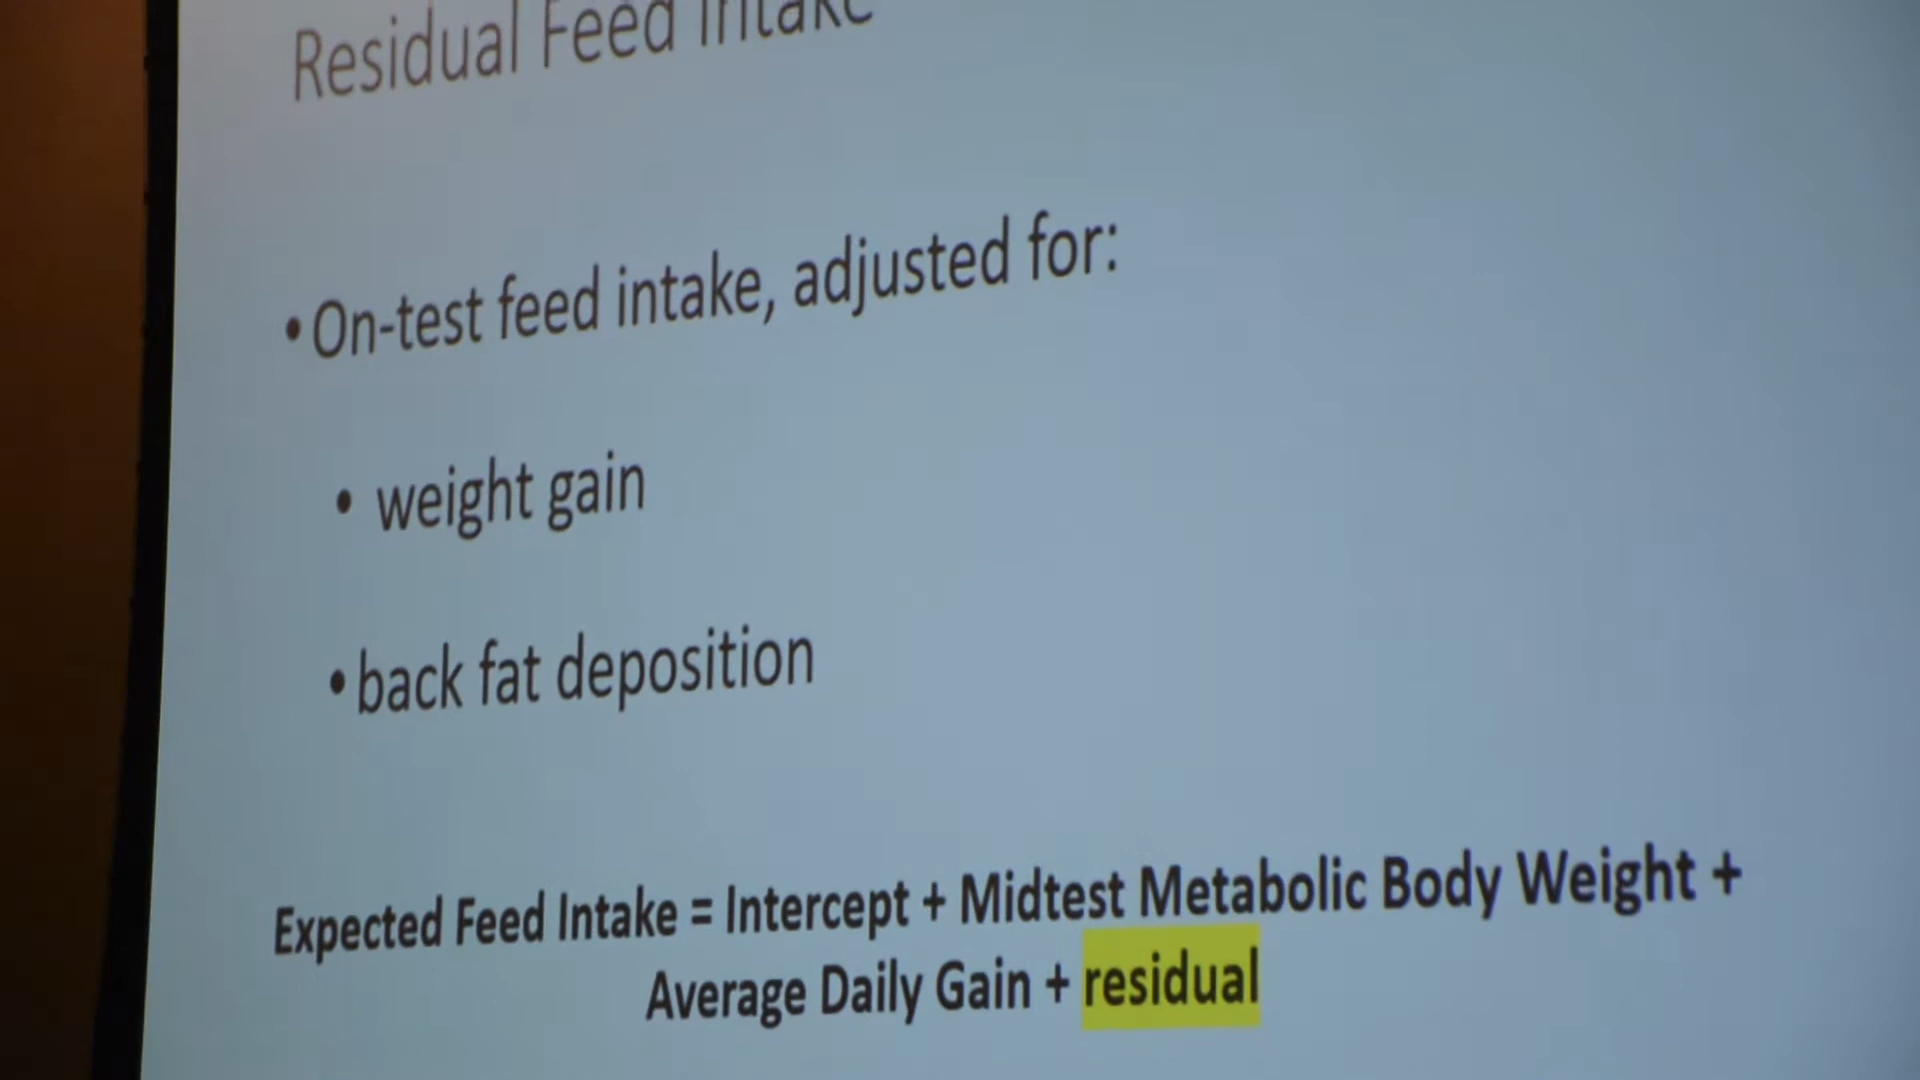 Residual Feed Intake
• On-test feed intake, adjusted for:
• weight gain
• back fat deposition
Expected Feed Intake = Intercept + Midtest Metabolic Body Weight +
Average Daily Gain + residual